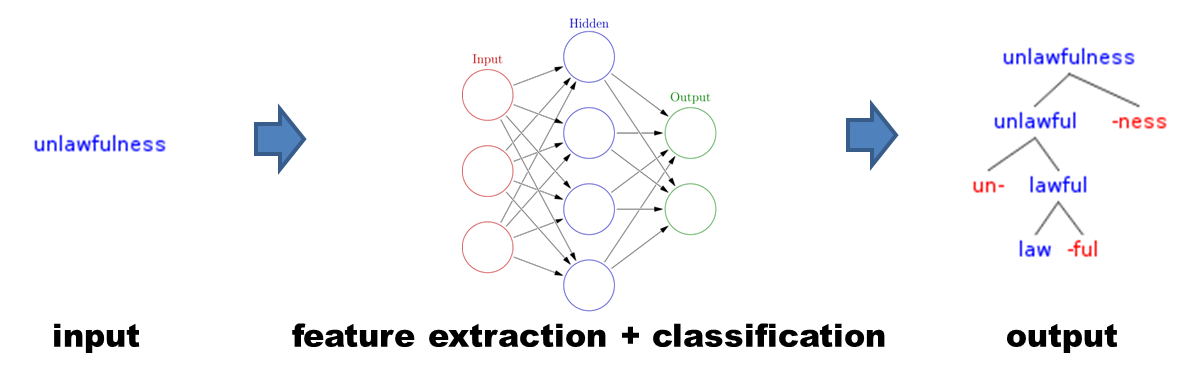 unlawfulness
Input
Hidden
Output
unlawfulness
unlawful -ness
un- lawful
law -ful
input
feature extraction + classification
output